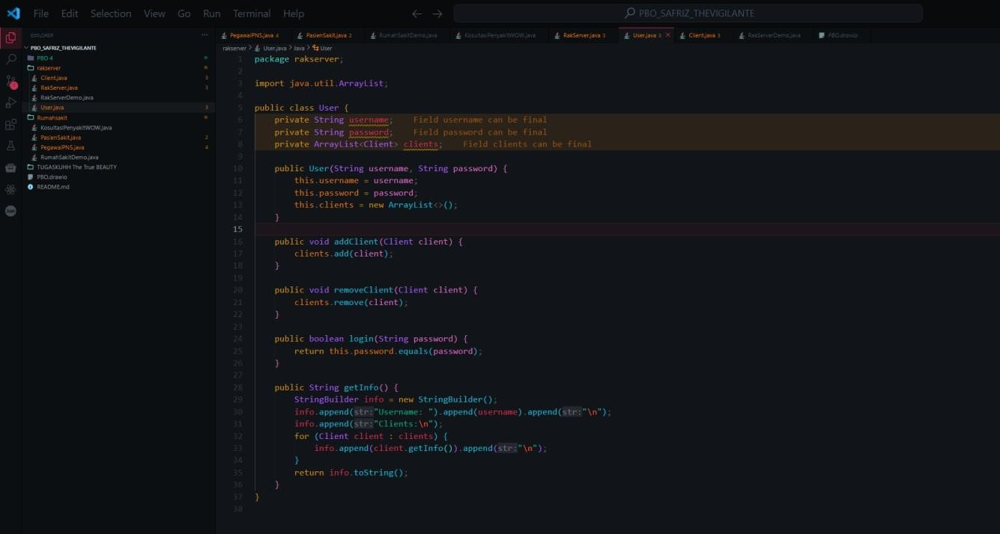 File Edit Selection View Go Run Terminal Help
PBO_SAFRIZ_THEVIGILANTE
EXPLORER
PBO_SAFRIZ_THEVIGILANTE
PBO 4
rakserver
Client.java 3
RakServer.java 3
RakServerDemo.java
User.java 3
Rumahsakit
KosultasiPenyakitWOW.java
PasienSakit.java 2
PegawaiPNS.java 4
RumahSakitDemo.java
TUGASKUHH The True BEAUTY
PBO.drawio
README.md
PegawaiPNS.java 4 PasienSakit.java 2 RumahSakitDemo.java KosultasiPenyakitWOW.java RakServer.java 3 User.java 3 Client.java 3 RakServerDemo.java PBO.drawio
rakserver > User.java > Java > User
1 package rakserver;
2
3 import java.util.ArrayList;
4
5 public class User {
6 private String username; Field username can be final
7 private String password; Field password can be final
8 private ArrayList<Client> clients; Field clients can be final
9
10 public User(String username, String password) {
11 this.username = username;
12 this.password = password;
13 this.clients = new ArrayList<>();
14 }
15
16 public void addClient(Client client) {
17 clients.add(client);
18 }
19
20 public void removeClient(Client client) {
21 clients.remove(client);
22 }
23
24 public boolean login(String password) {
25 return this.password.equals(password);
26 }
27
28 public String getInfo() {
29 StringBuilder info = new StringBuilder();
30 info.append(str:"Username: ").append(username).append(str:"\n");
31 info.append(str:"Clients:\n");
32 for (Client client : clients) {
33 info.append(client.getInfo()).append(str:"\n");
34 }
35 return info.toString();
36 }
37 }
38